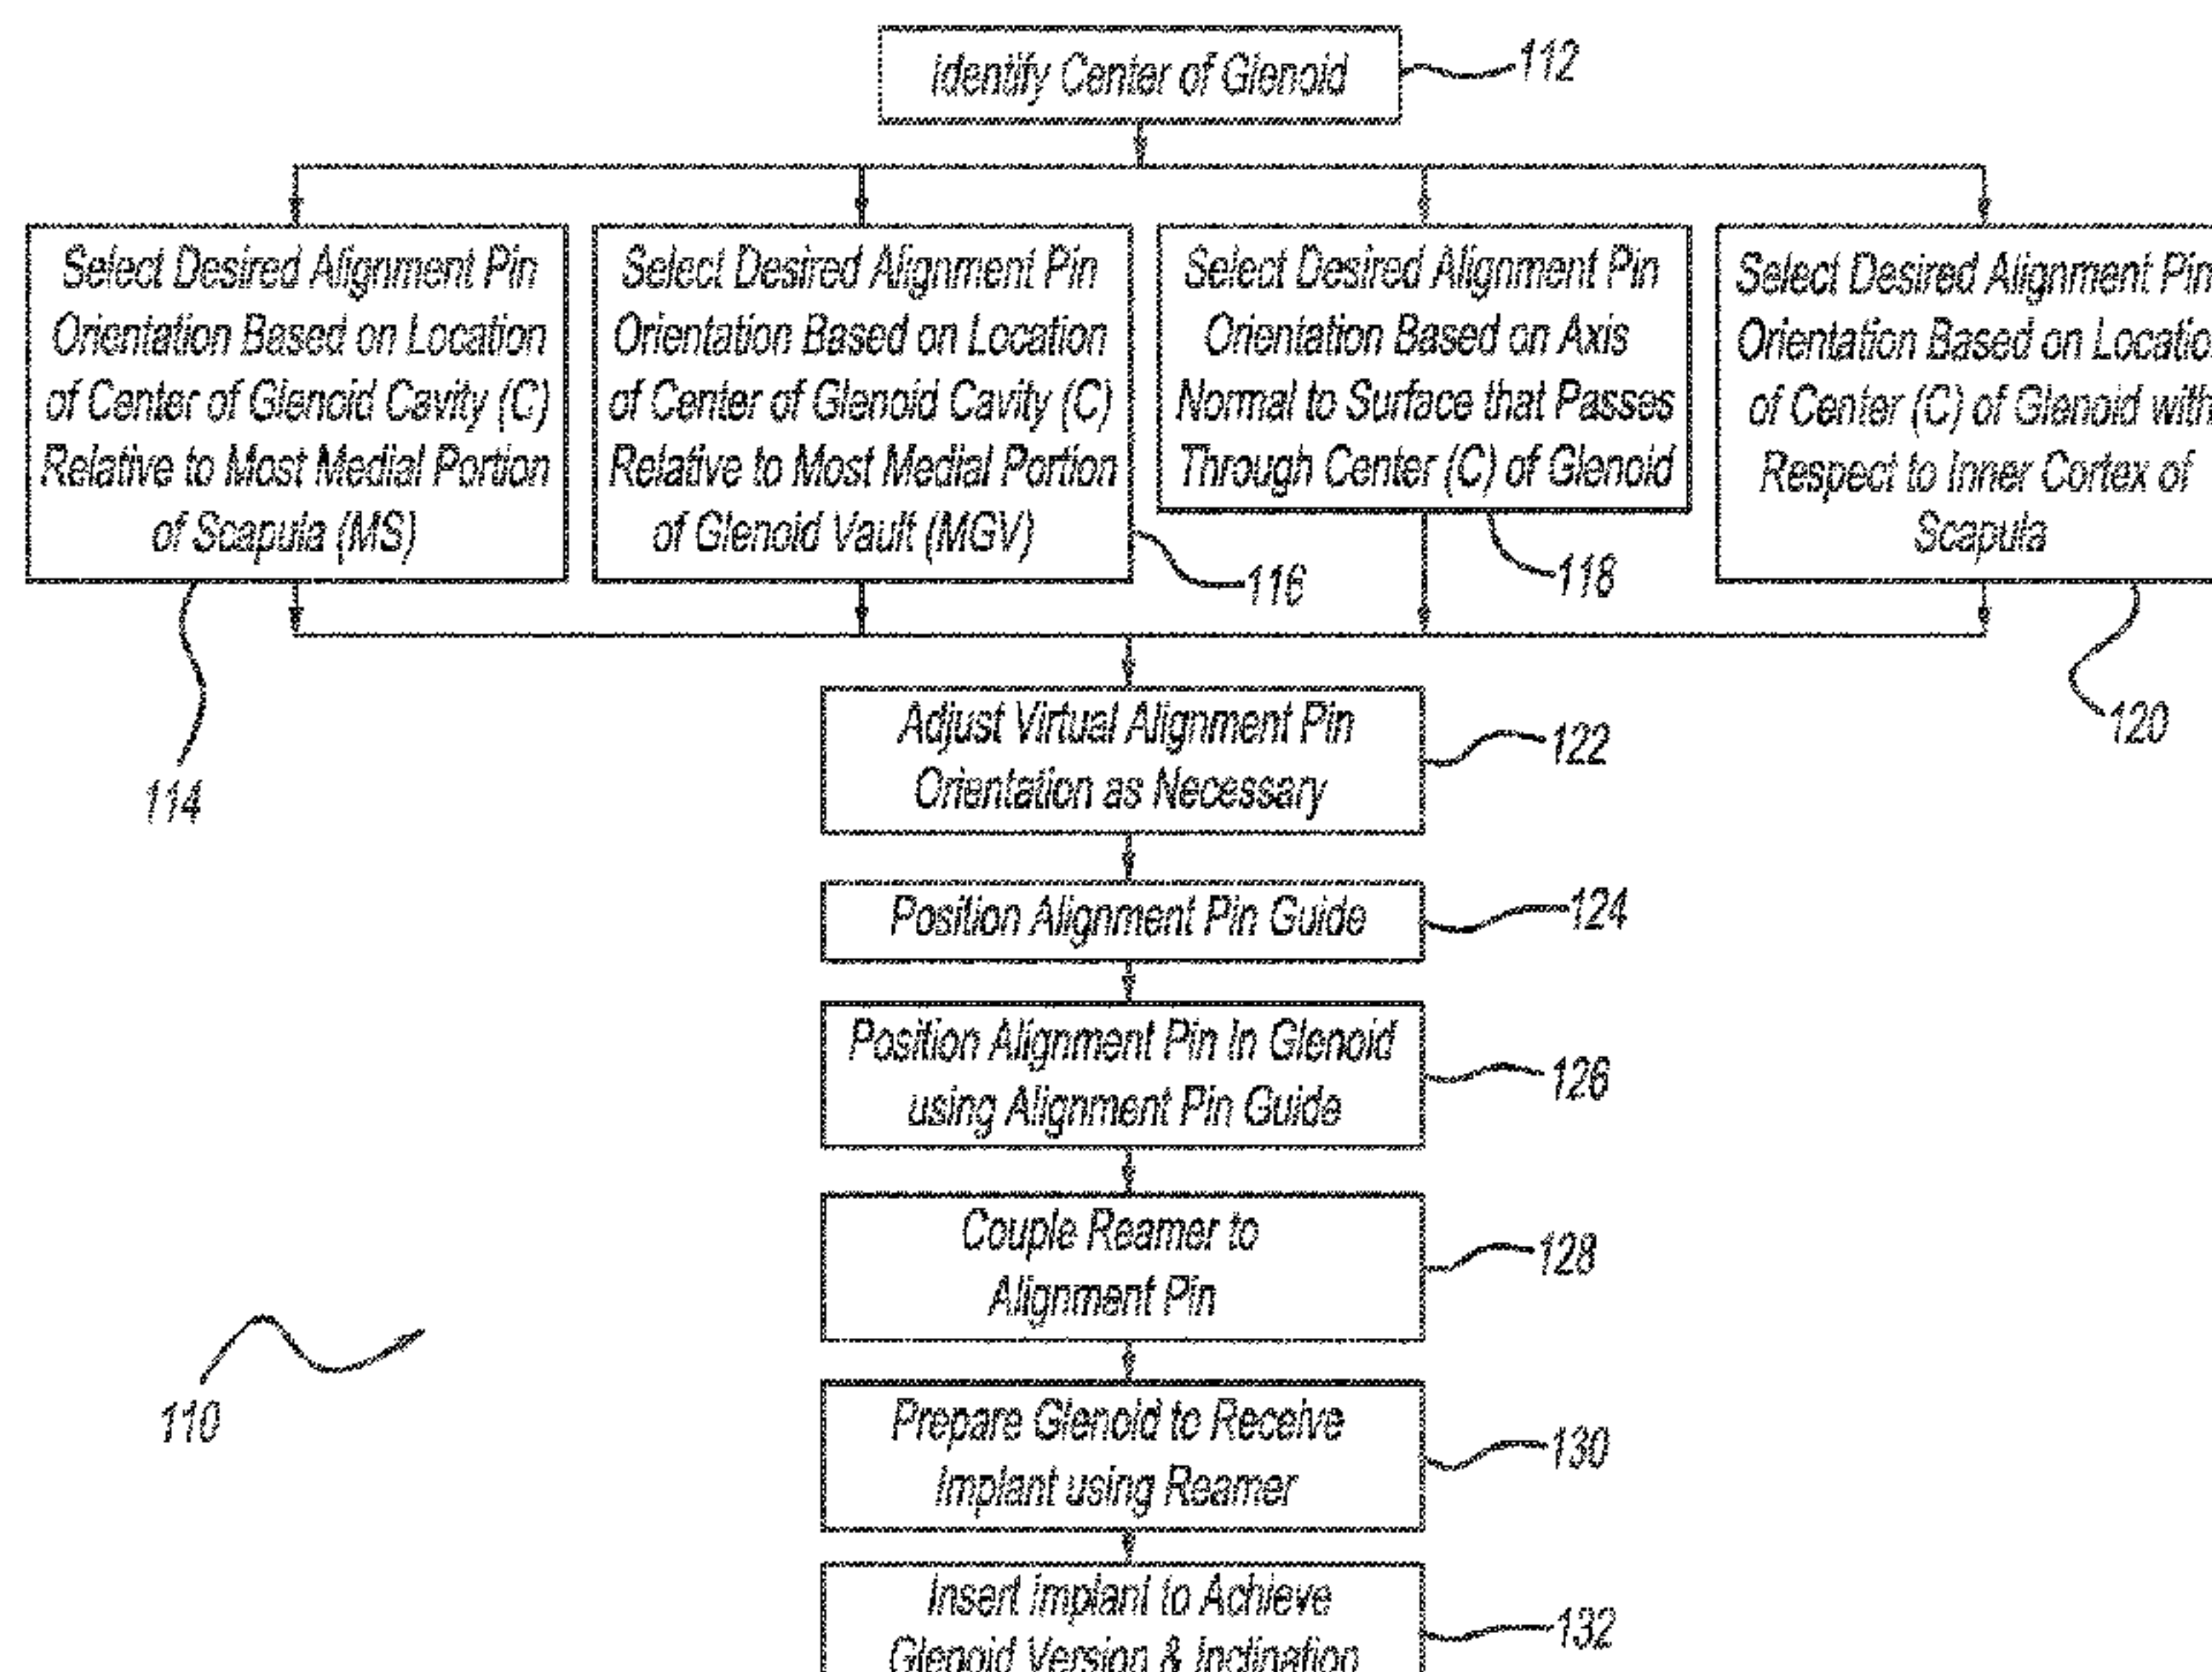 Identify Center of Glenoid
112
Select Desired Alignment Pin
Orientation Based on Location
of Center of Glenoid Cavity (C)
Relative to Most Medial Portion
of Scapula (MS)
114
Select Desired Alignment Pin
Orientation Based on Location
of Center of Glenoid Cavity (C)
Relative to Most Medial Portion
of Glenoid Vault (MGV)
116
Select Desired Alignment Pin
Orientation Based on Axis
Normal to Surface that Passes
Through Center (C) of Glenoid
118
Select Desired Alignment Pin
Orientation Based on Locatio
of Center (C) of Glenoid with
Respect to Inner Cortex of
Scapula
120
Adjust Virtual Alignment Pin
Orientation as Necessary
122
Position Alignment Pin Guide
124
Position Alignment Pin In Glenoid
using Alignment Pin Guide
126
Couple Reamer to
Alignment Pin
128
Prepare Glenoid to Receive
Implant using Reamer
130
Insert Implant to Achieve
Glenoid Version & Inclination
132
110